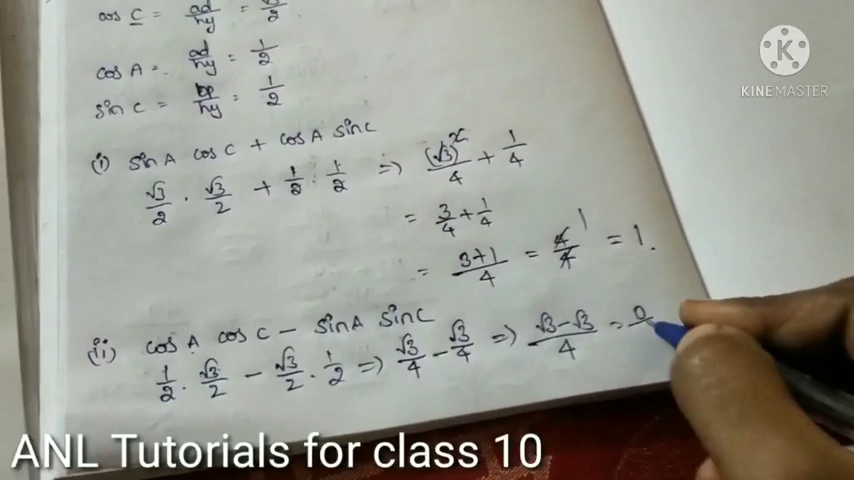 cos C = ad/hy = √3/2
cos A = ad/hy = 1/2
sin C = op/hy = 1/2
(i) sin A cos C + cos A sin C
√3/2 · √3/2 + 1/2 · 1/2 => (√3)²/4 + 1/4
= 3/4 + 1/4
= 3+1/4 = 4/4 1 = 1.
(ii) cos A cos C - sin A sin C
1/2 · √3/2 - √3/2 · 1/2 => √3/4 - √3/4 => √3-√3/4 = 0
KINEMASTER
ANL Tutorials for class 10